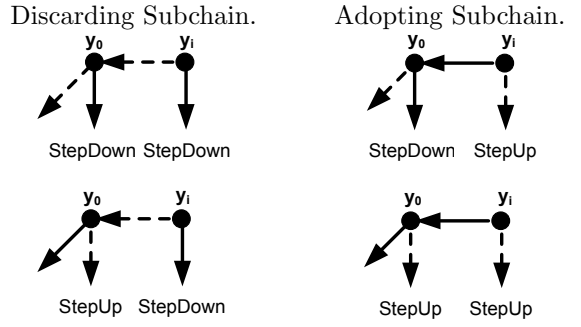 Discarding Subchain. Adopting Subchain.
y0 yi y0 yi
StepDown StepDown StepDown StepUp
y0 yi y0 yi
StepUp StepDown StepUp StepUp